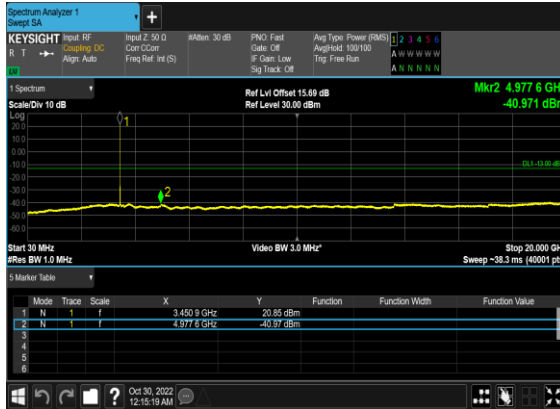 Spectrum Analyzer 1
Swept SA
+
KEYSIGHT Input: RF Input Z: 50 Ω #Atten: 30 dB PNO: Fast Avg Type: Power (RMS) 1 2 3 4 5 6
R T Coupling: DC Corr CCorr Gate: Off Avg|Hold: 100/100 A W W W W W
Align: Auto Freq Ref: Int (S) IF Gain: Low Trig: Free Run
Sig Track: Off A N N N N N
LU
1 Spectrum Ref Lvl Offset 15.69 dB Mkr2 4.977 6 GH
Scale/Div 10 dB Ref Level 30.00 dBm -40.971 dBr
Log
1
20.0
10.0
0.00
-10.0
DL1 -13.00 dB
-20.0
-30.0
2
-40.0
-50.0
-60.0
Start 30 MHz Video BW 3.0 MHz* Stop 20.000 GH
#Res BW 1.0 MHz Sweep ~38.3 ms (40001 pt
5 Marker Table
Mode Trace Scale X Y Function Function Width Function Value
1 N 1 f 3.450 9 GHz 20.85 dBm
2 N 1 f 4.977 6 GHz -40.97 dBm
3
4
5
6
? Oct 30, 2022
12:15:19 AM